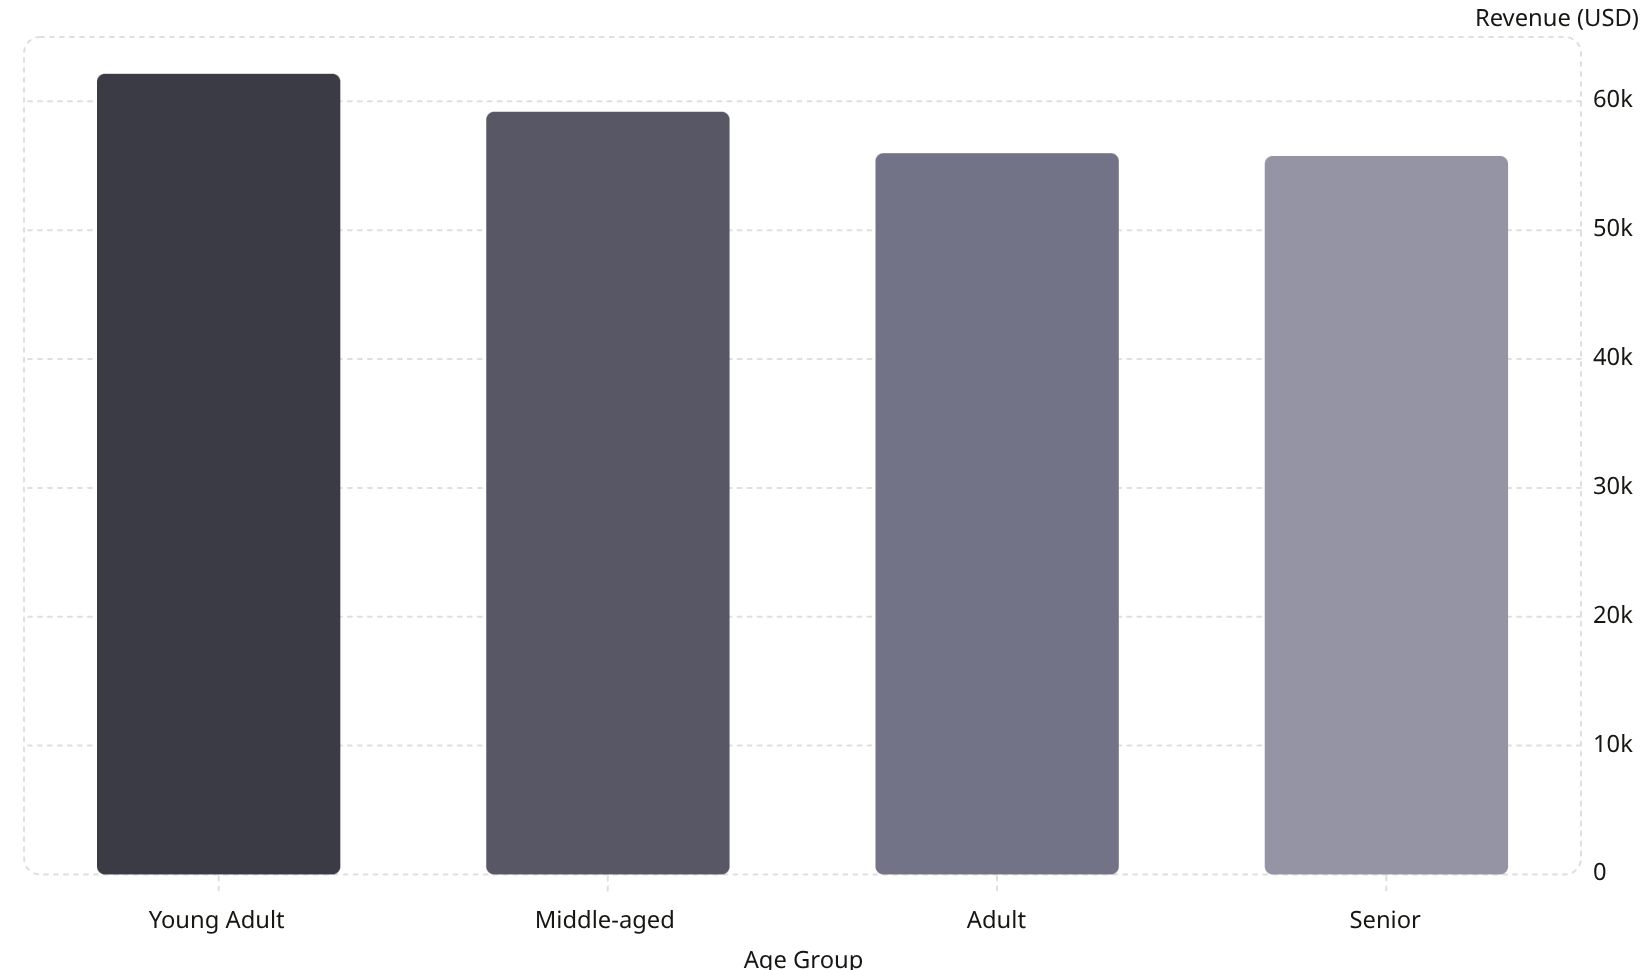 Revenue (USD)
60k
50k
40k
30k
20k
10k
0
Young Adult
Middle-aged
Adult
Senior
Age Group